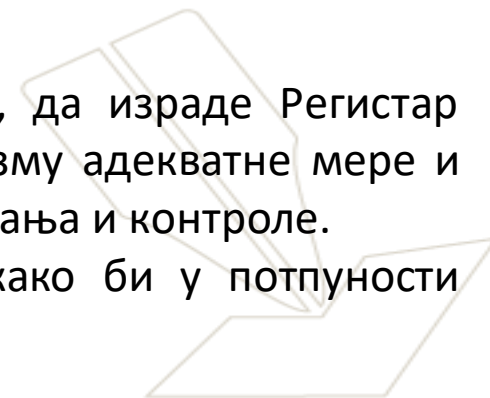 , да израде Регистар
зму адекватне мере и
ања и контроле.
како би у потпуности